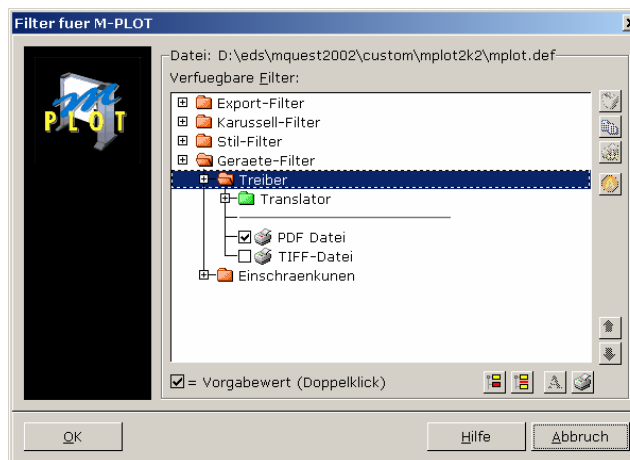 Filter fuer M-PLOT
Datei: D:\eds\mquest2002\custom\mplot2k2\mplot.def
Verfuegbare Filter:
m
PLOT
Export-Filter
Karussell-Filter
Stil-Filter
Geraete-Filter
Treiber
Translator
PDF Datei
TIFF-Datei
Einschraenkunen
= Vorgabewert (Doppelklick)
A
OK
Hilfe
Abbruch